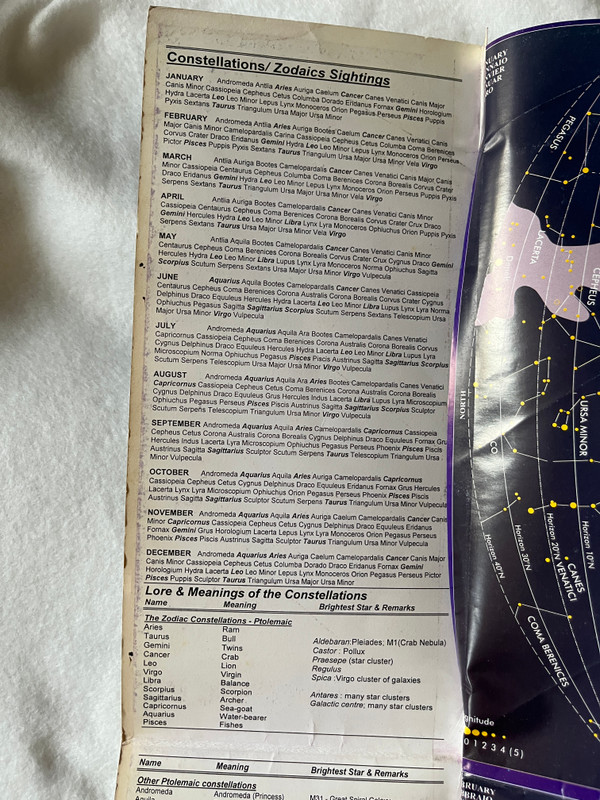 Constellations/ Zodaics Sightings
JANUARY Andromeda Antlia Aries Auriga Caelum Cancer Canes Venatici Canis Major
Canis Minor Cassiopeia Cepheus Cetus Columba Dorado Eridanus Fornax Gemini Horologium
Hydra Lacerta Leo Leo Minor Lepus Lynx Monoceros Orion Pegasus Perseus Pisces Puppis
Pyxis Sextans Taurus Triangulum Ursa Major Ursa Minor
FEBRUARY Andromeda Antlia Aries Auriga Bootes Caelum Cancer Canes Venatici Canis
Major Canis Minor Camelopardalis Carina Cassiopeia Cepheus Cetus Columba Coma Berenices
Corvus Crater Draco Eridanus Gemini Hydra Leo Leo Minor Lepus Lynx Monoceros Orion Perseus
Pictor Pisces Puppis Pyxis Sextans Taurus Triangulum Ursa Major Ursa Minor Vela Virgo
MARCH Antlia Auriga Bootes Camelopardalis Cancer Canes Venatici Canis Major Canis
Minor Cassiopeia Centaurus Cepheus Columba Coma Berenices Corona Borealis Corvus Crater
Draco Eridanus Gemini Hydra Leo Leo Minor Lepus Lynx Monoceros Orion Perseus Puppis Pyxis
Serpens Sextans Taurus Triangulum Ursa Major Ursa Minor Vela Virgo
APRIL Antlia Auriga Bootes Camelopardalis Cancer Canes Venatici Canis Minor
Cassiopeia Centaurus Cepheus Coma Berenices Corona Borealis Corvus Crater Crux Draco
Gemini Hercules Hydra Leo Leo Minor Libra Lynx Lyra Monoceros Ophiuchus Orion Puppis Pyxis
Serpens Sextans Taurus Ursa Major Ursa Minor Vela Virgo
MAY Antlia Aquila Bootes Camelopardalis Cancer Canes Venatici Canis Minor
Centaurus Cepheus Coma Berenices Corona Borealis Corvus Crater Crux Cygnus Draco Gemini
Hercules Hydra Leo Leo Minor Libra Lupus Lynx Lyra Monoceros Norma Ophiuchus Sagitta
Scorpius Scutum Serpens Sextans Ursa Major Ursa Minor Virgo Vulpecula
JUNE Aquarius Aquila Bootes Camelopardalis Cancer Canes Venatici Cassiopeia
Centaurus Cepheus Coma Berenices Corona Australis Corona Borealis Corvus Crater Cygnus
Delphinus Draco Equuleus Hercules Hydra Lacerta Leo Leo Minor Libra Lupus Lynx Lyra Norma
Ophiuchus Pegasus Sagitta Sagittarius Scorpius Scutum Serpens Sextans Telescopium Ursa
Major Ursa Minor Virgo Vulpecula
JULY Andromeda Aquarius Aquila Ara Bootes Camelopardalis Canes Venatici
Capricornus Cassiopeia Cepheus Coma Berenices Corona Australis Corona Borealis Corvus
Cygnus Delphinus Draco Equuleus Hercules Hydra Lacerta Leo Leo Minor Libra Lupus Lyra
Microscopium Norma Ophiuchus Pegasus Pisces Piscis Austrinus Sagitta Sagittarius Scorpius
Scutum Serpens Telescopium Ursa Major Ursa Minor Virgo Vulpecula
AUGUST Andromeda Aquarius Aquila Ara Aries Bootes Camelopardalis Canes Venatici
Capricornus Cassiopeia Cepheus Cetus Coma Berenices Corona Australis Corona Borealis
Cygnus Delphinus Draco Equuleus Grus Hercules Indus Lacerta Libra Lupus Lyra Microscopium
Ophiuchus Pegasus Perseus Pisces Piscis Austrinus Sagitta Sagittarius Scorpius Sculptor
Scutum Serpens Telescopium Triangulum Ursa Minor Virgo Vulpecula
SEPTEMBER Andromeda Aquarius Aquila Aries Camelopardalis Capricornus Cassiopeia
Cepheus Cetus Corona Australis Corona Borealis Cygnus Delphinus Draco Equuleus Fornax Gru
Hercules Indus Lacerta Lyra Microscopium Ophiuchus Pegasus Perseus Phoenix Pisces Piscis
Austrinus Sagitta Sagittarius Sculptor Scutum Serpens Taurus Telescopium Triangulum Ursa
Minor Vulpecula
OCTOBER Andromeda Aquarius Aquila Aries Auriga Camelopardalis Capricornus
Cassiopeia Cepheus Cetus Cygnus Delphinus Draco Equuleus Eridanus Fornax Grus Hercules
Lacerta Lynx Lyra Microscopium Ophiuchus Orion Pegasus Perseus Phoenix Pisces Piscis
Austrinus Sagitta Sagittarius Sculptor Scutum Serpens Taurus Triangulum Ursa Minor Vulpecula
NOVEMBER Andromeda Aquarius Aquila Aries Auriga Camelopardalis Caelum Cancer Canis
Minor Capricornus Cassiopeia Cepheus Cetus Cygnus Delphinus Draco Equuleus Eridanus
Fornax Gemini Grus Horologium Lacerta Lepus Lynx Lyra Monoceros Orion Pegasus Perseus
Phoenix Pisces Piscis Austrinus Sagitta Sculptor Taurus Triangulum Ursa Minor Vulpecula
DECEMBER Andromeda Aquarius Aries Auriga Caelum Camelopardalis Cancer Canis Major
Canis Minor Cassiopeia Cepheus Cetus Columba Dorado Draco Eridanus Fornax Gemini
Horologium Hydra Lacerta Leo Leo Minor Lepus Lynx Monoceros Orion Pegasus Perseus Pictor
Pisces Puppis Sculptor Taurus Triangulum Ursa Major Ursa Minor
Lore & Meanings of the Constellations
Name Meaning Brightest Star & Remarks
The Zodiac Constellations - Ptolemaic
Aries Ram
Taurus Bull Aldebaran:Pleiades; M1(Crab Nebula)
Gemini Twins Castor : Pollux
Cancer Crab Praesepe (star cluster)
Leo Lion Regulus
Virgo Virgin Spica :Virgo cluster of galaxies
Libra Balance
Scorpius Scorpion Antares : many star clusters
Sagittarius Archer Galactic centre; many star clusters
Capricornus Sea-goat
Aquarius Water-bearer
Pisces Fishes
Name Meaning Brightest Star & Remarks
Other Ptolemaic constellations
Andromeda Andromeda (Princess)
PEGASUS
LACERTA
CEPHEUS
NORTH
URSA MINOR
Horizon 40°N
Horizon 30°N
Horizon 20°N
Horizon 10°N
CANES
VENATICI
COMA BERENICES
0 1 2 3 4 (5)